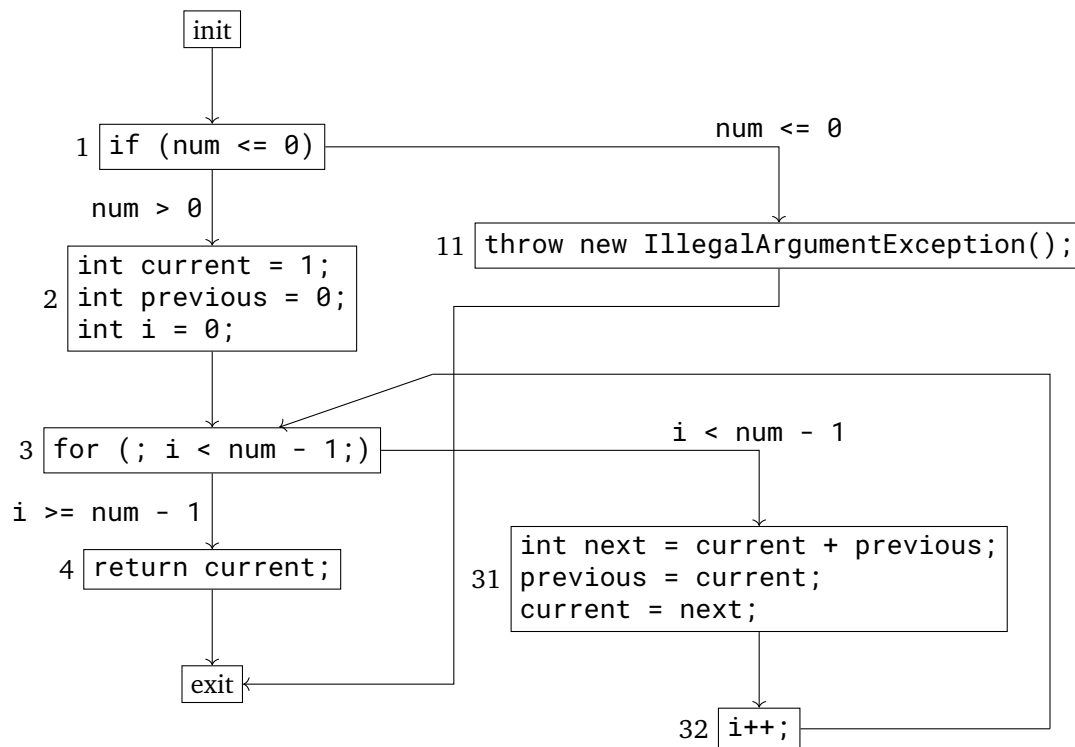 init
num <= 0
1 if (num <= 0)
num > 0
11 throw new IllegalArgumentException();
int current = 1;
2 int previous = 0;
int i = 0;
i < num - 1
3 for (; i < num - 1;)
i >= num - 1
int next = current + previous;
4 return current;
31 previous = current;
current = next;
exit
32 i++;